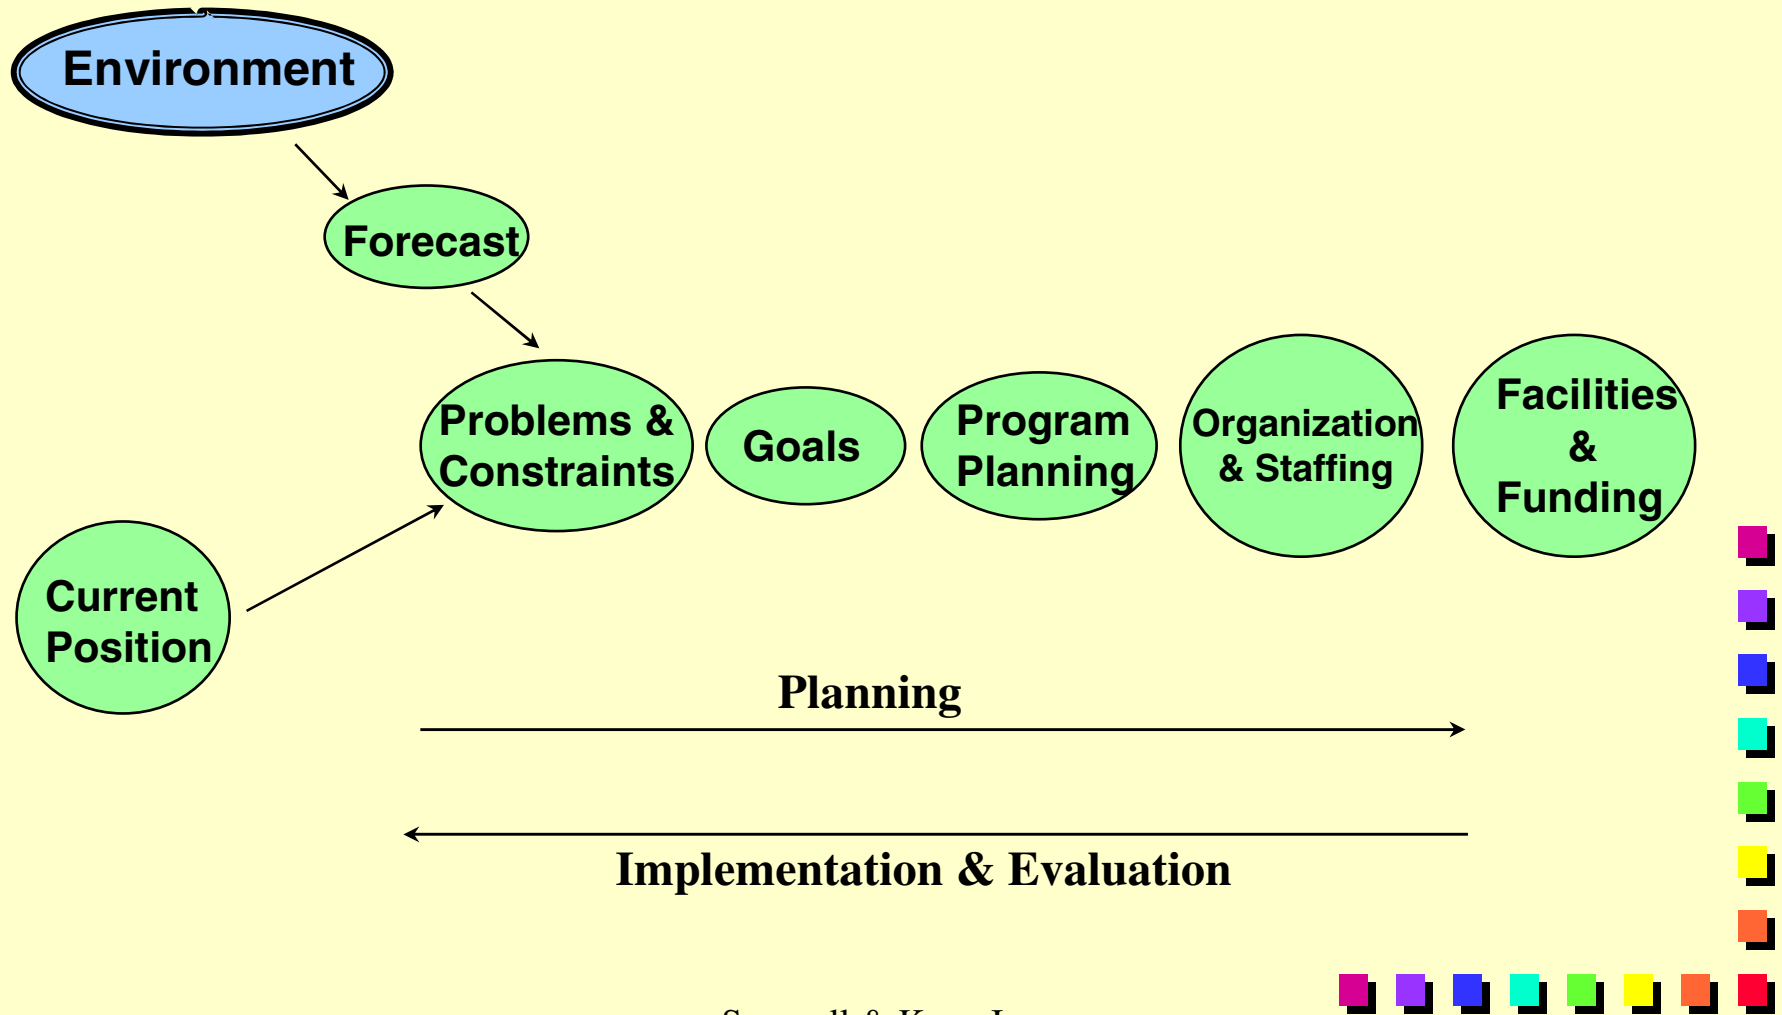 Environment
Forecast
Problems &
Constraints
Goals
Program
Planning
Organization
& Staffing
Facilities
&
Funding
Current
Position
Planning
Implementation & Evaluation